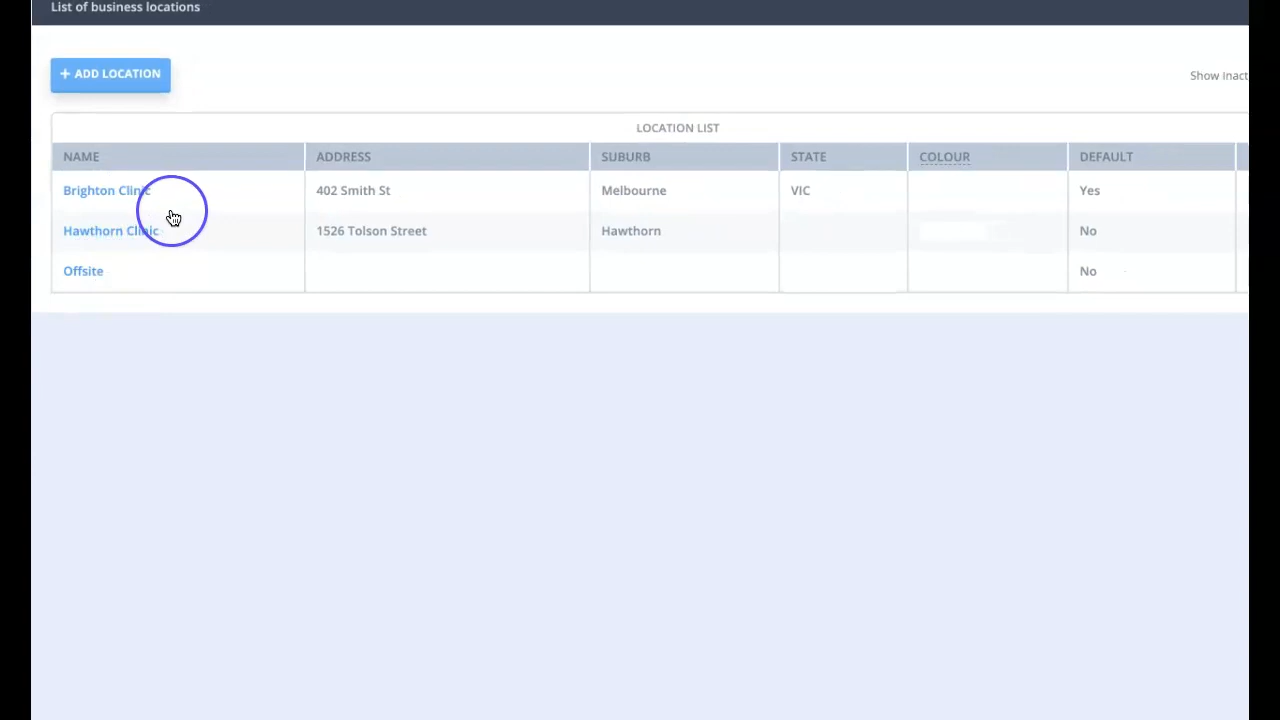 List of business locations
+ ADD LOCATION
Show Inact
LOCATION LIST
NAME ADDRESS SUBURB STATE COLOUR DEFAULT
Brighton Clinic 402 Smith St Melbourne VIC Yes
Hawthorn Clinic 1526 Tolson Street Hawthorn No
Offsite No